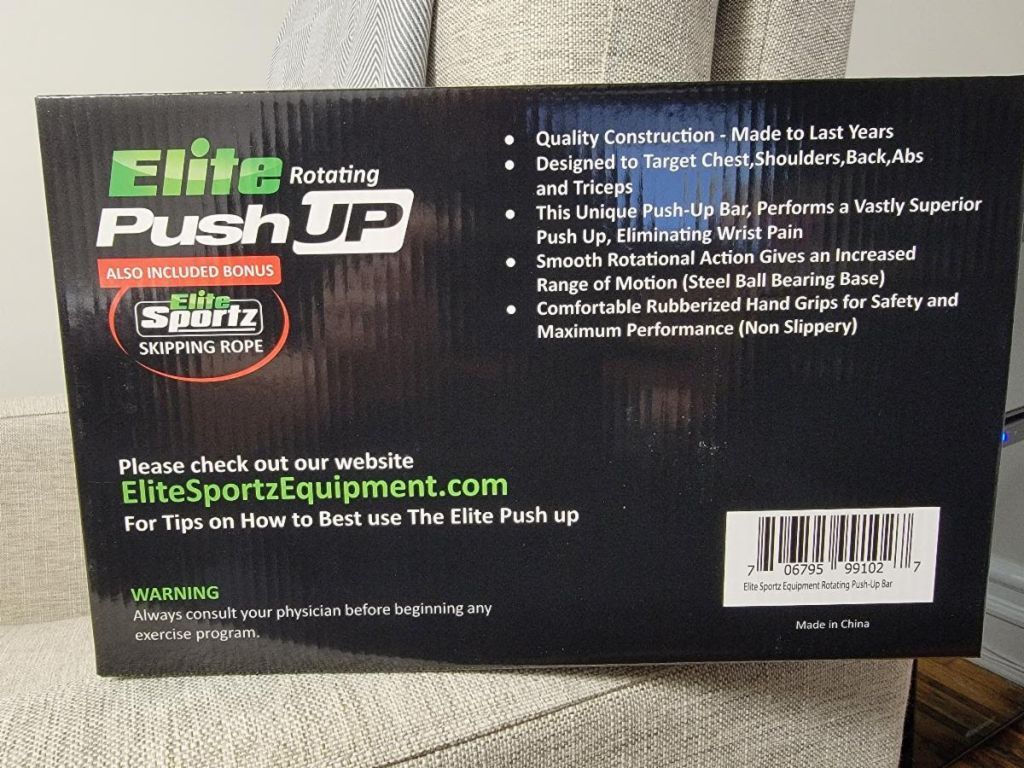 Elite Rotating
Push UP
ALSO INCLUDED BONUS
Elite
Sportz
SKIPPING ROPE
• Quality Construction - Made to Last Years
• Designed to Target Chest,Shoulders,Back,Abs
and Triceps
• This Unique Push-Up Bar, Performs a Vastly Superior
Push Up, Eliminating Wrist Pain
• Smooth Rotational Action Gives an Increased
Range of Motion (Steel Ball Bearing Base)
• Comfortable Rubberized Hand Grips for Safety and
Maximum Performance (Non Slippery)
Please check out our website
EliteSportzEquipment.com
For Tips on How to Best use The Elite Push up
WARNING
Always consult your physician before beginning any
exercise program.
7 06795 99102 7
Elite Sportz Equipment Rotating Push-Up Bar
Made in China